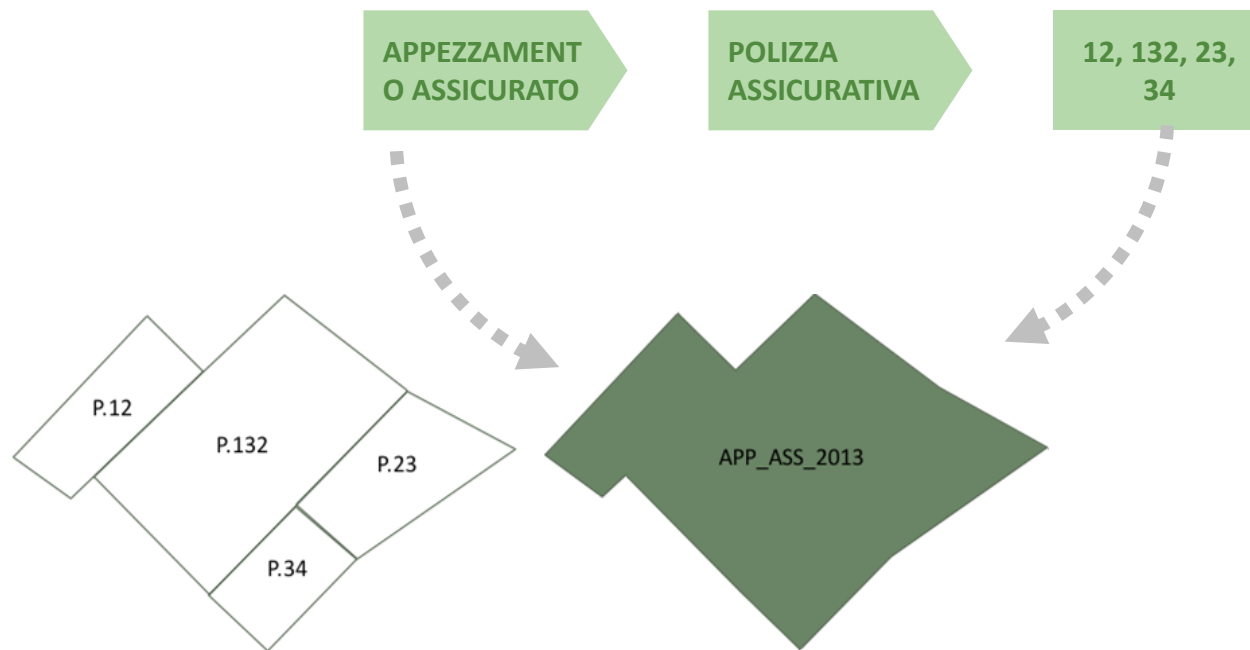 APPEZZAMENT
O ASSICURATO
POLIZZA
ASSICURATIVA
12, 132, 23,
34
P.12
P.132
P.23
P.34
APP_ASS_2013